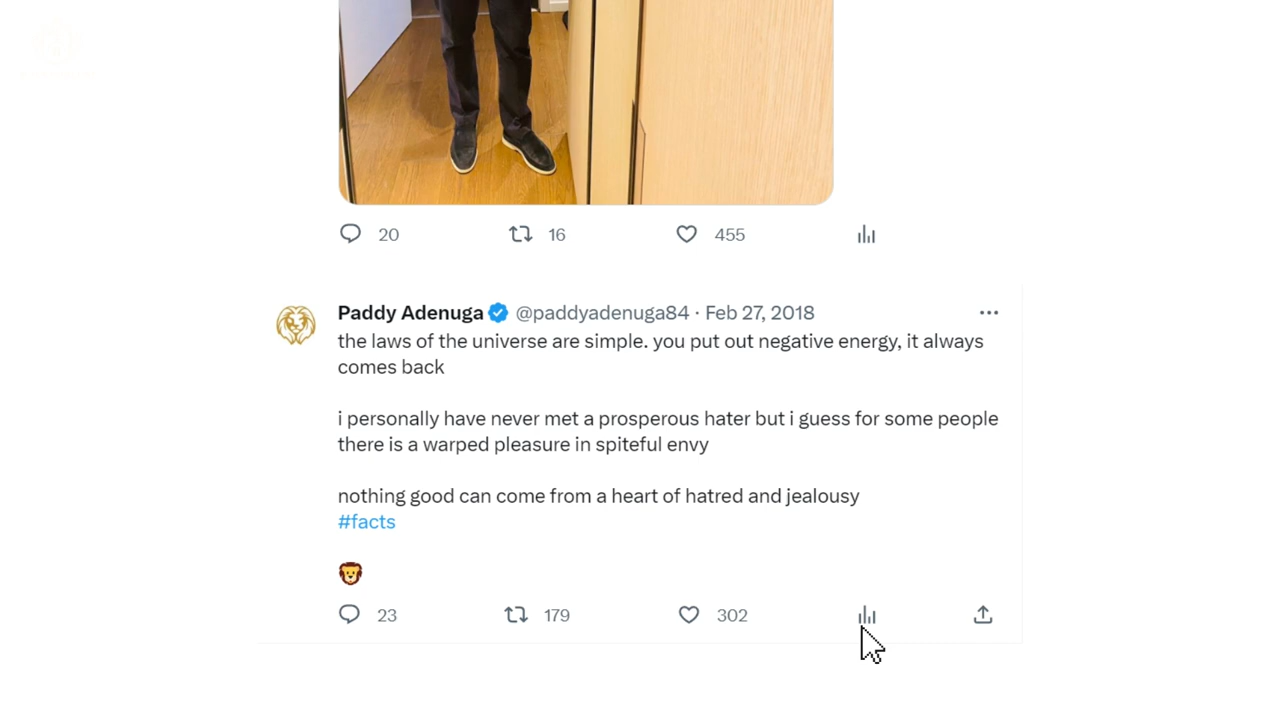 20 16 455
Paddy Adenuga @paddyadenuga84 · Feb 27, 2018
the laws of the universe are simple. you put out negative energy, it always
comes back
i personally have never met a prosperous hater but i guess for some people
there is a warped pleasure in spiteful envy
nothing good can come from a heart of hatred and jealousy
#facts
🦁
23 179 302